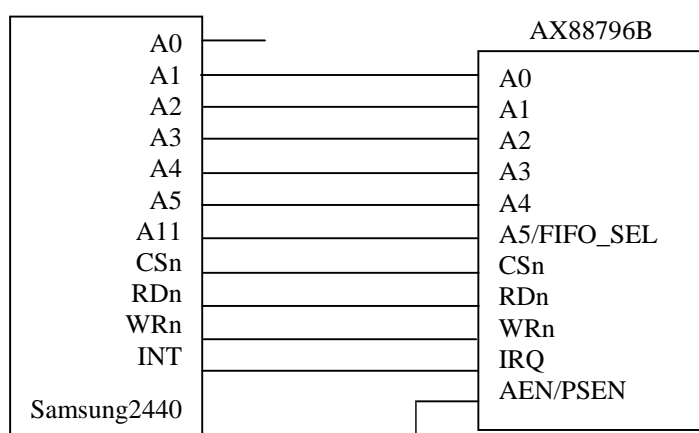 AX88796B
A0
A1
A2
A3
A4
A5
A11
CSn
RDn
WRn
INT
Samsung2440
A0
A1
A2
A3
A4
A5/FIFO_SEL
CSn
RDn
WRn
IRQ
AEN/PSEN